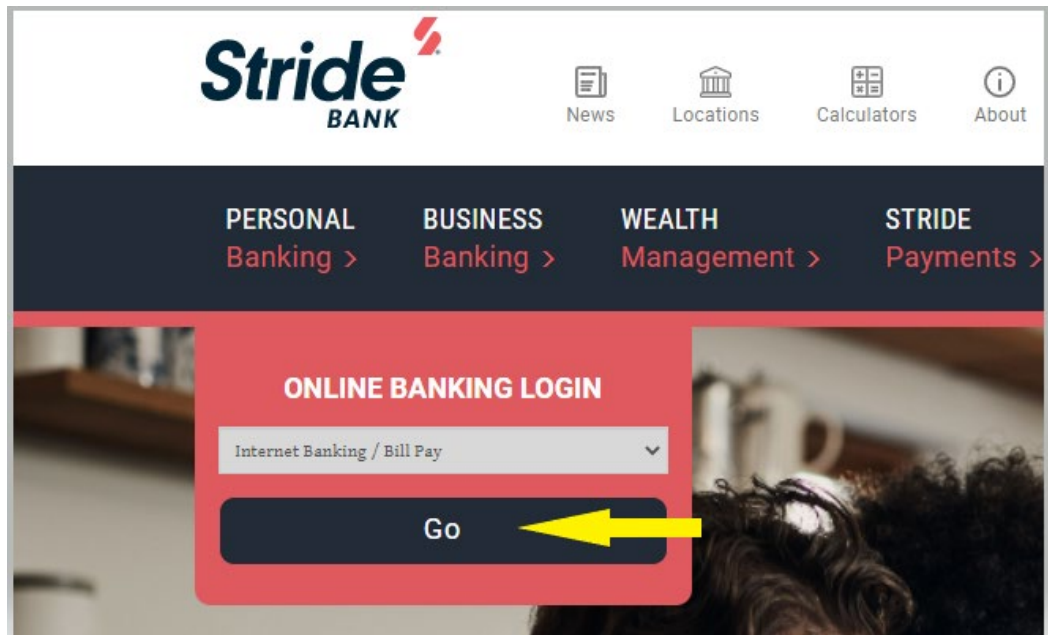 Stride
BANK
News Locations Calculators About
PERSONAL BUSINESS WEALTH STRIDE
Banking > Banking > Management > Payments >
ONLINE BANKING LOGIN
Internet Banking / Bill Pay
Go